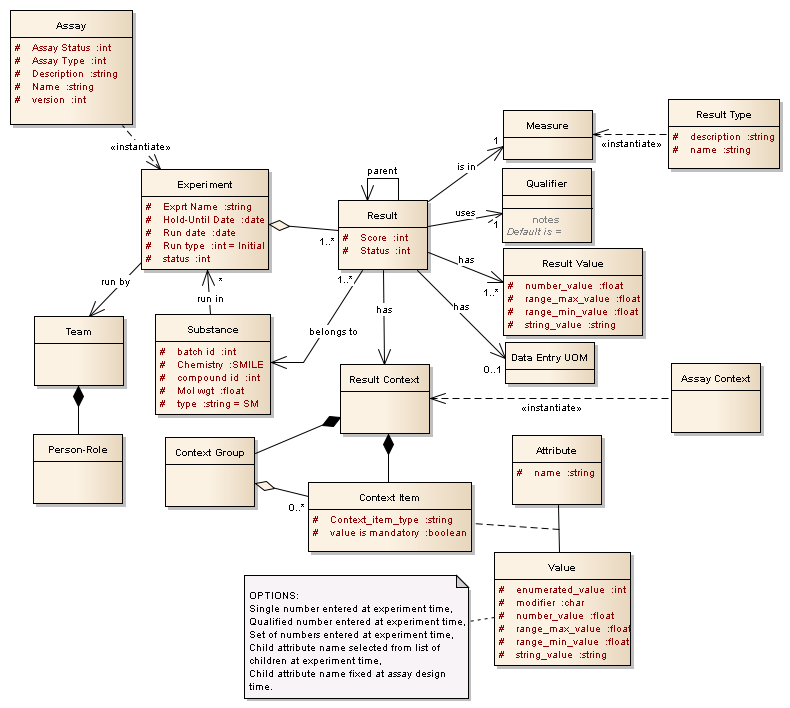 Assay
# Assay Status :int
# Assay Type :int
# Description :string
# Name :string
# version :int
«instantiate»
Experiment
# Exprt Name :string
# Hold-Until Date :date
# Run date :date
# Run type :int = Initial
# status :int
parent
Result
# Score :int
# Status :int
1..*
1..*
is in
1
Measure
«instantiate»
Result Type
# description :string
# name :string
uses
1
Qualifier
notes
Default is =
has
1..*
Result Value
# number_value :float
# range_max_value :float
# range_min_value :float
# string_value :string
has
0..1
Data Entry UOM
run by
*
run in
Team
Substance
# batch id :int
# Chemistry :SMILE
# compound id :int
# Mol wgt :float
# type :string = SM
belongs to
has
Result Context
«instantiate»
Assay Context
Person-Role
Context Group
0..*
Context Item
# Context_item_type :string
# value is mandatory :boolean
Attribute
# name :string
Value
# enumerated_value :int
# modifier :char
# number_value :float
# range_max_value :float
# range_min_value :float
# string_value :string
OPTIONS:
Single number entered at experiment time,
Qualified number entered at experiment time,
Set of numbers entered at experiment time,
Child attribute name selected from list of
children at experiment time,
Child attribute name fixed at assay design
time.